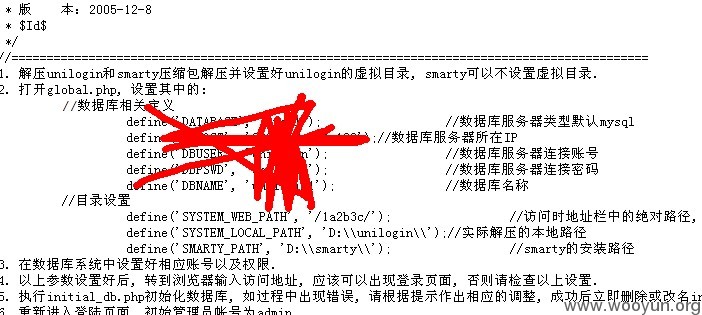 * 版    本: 2005-12-8
* $Id$
*/
//=====================================================================================
1. 解压unilogin和smarty压缩包解压并设置好unilogin的虚拟目录, smarty可以不设置虚拟目录.
2. 打开global.php, 设置其中的:
//数据库相关定义
define('DATABASE' //数据库服务器类型默认mysql
//数据库服务器所在IP
define('DBUSER' ); //数据库服务器连接账号
define('DBPSWD', '); //数据库服务器连接密码
define('DBNAME', '); //数据库名称
//目录设置
define('SYSTEM_WEB_PATH', '/1a2b3c/'); //访问时地址栏中的绝对路径,
define('SYSTEM_LOCAL_PATH', 'D:\\unilogin\\');//实际解压的本地路径
define('SMARTY_PATH', 'D:\\smarty\\'); //smarty的安装路径
3. 在数据库系统中设置好相应账号以及权限.
4. 以上参数设置好后, 转到浏览器输入访问地址, 应该可以出现登录页面, 否则请检查以上设置.
5. 执行initial_db.php初始化数据库, 如过程中出现错误, 请根据提示作出相应的调整, 成功后立即删除或改名
6. 重新进入登陆页面, 初始管理员帐号为admin
www.wooyun.org